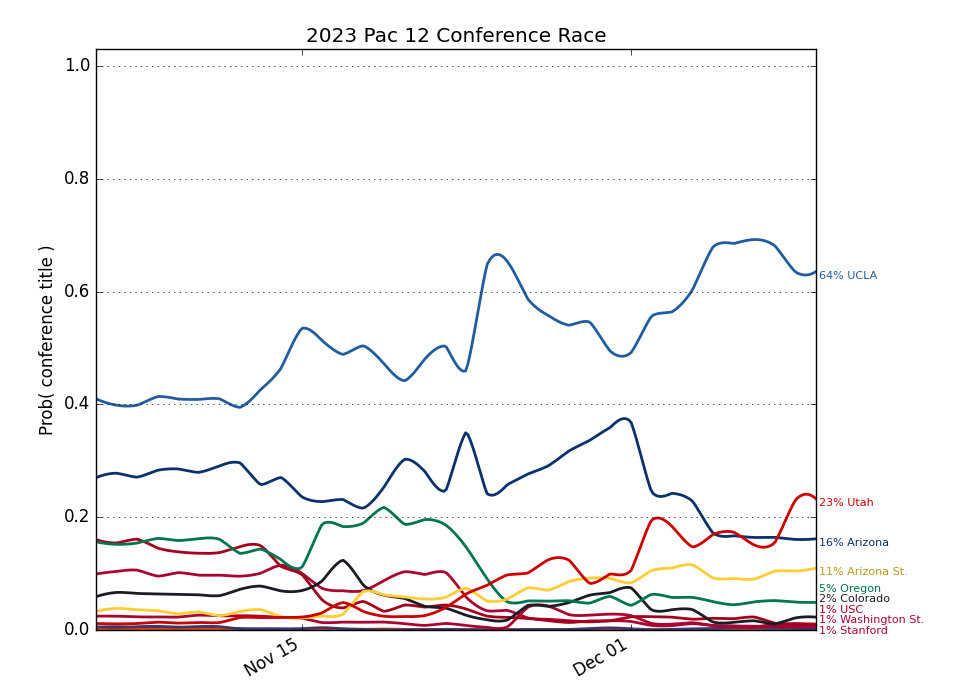 2023 Pac 12 Conference Race
Prob( conference title )
1.0
0.8
0.6
0.4
0.2
0.0
Nov 15
Dec 01
64% UCLA
23% Utah
16% Arizona
11% Arizona St.
5% Oregon
2% Colorado
1% USC
1% Washington St.
1% Stanford